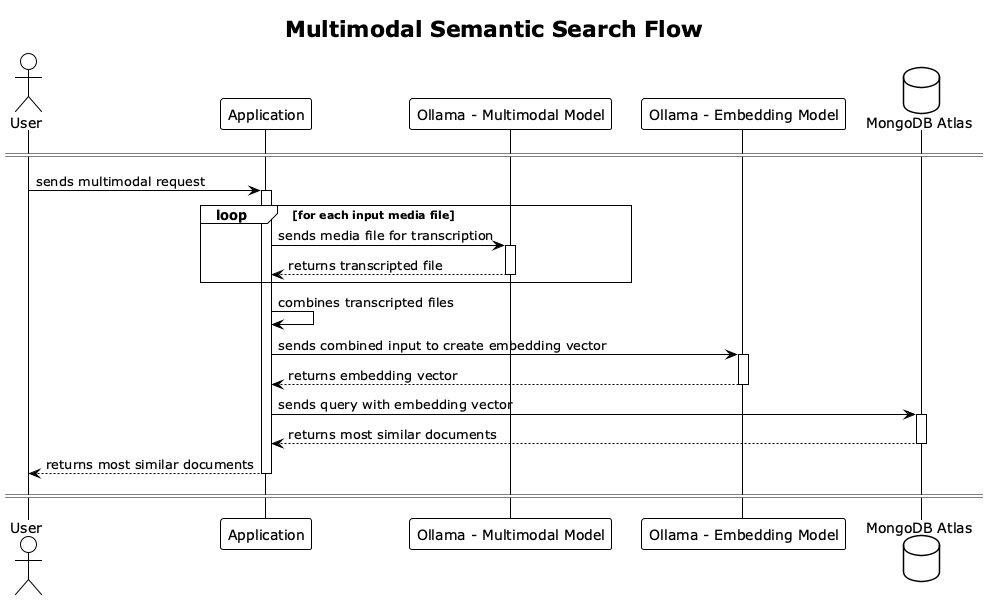 Multimodal Semantic Search Flow
User
Application
Ollama - Multimodal Model
Ollama - Embedding Model
MongoDB Atlas
sends multimodal request
loop [for each input media file]
sends media file for transcription
returns transcripted file
combines transcripted files
sends combined input to create embedding vector
returns embedding vector
sends query with embedding vector
returns most similar documents
returns most similar documents
User
Application
Ollama - Multimodal Model
Ollama - Embedding Model
MongoDB Atlas